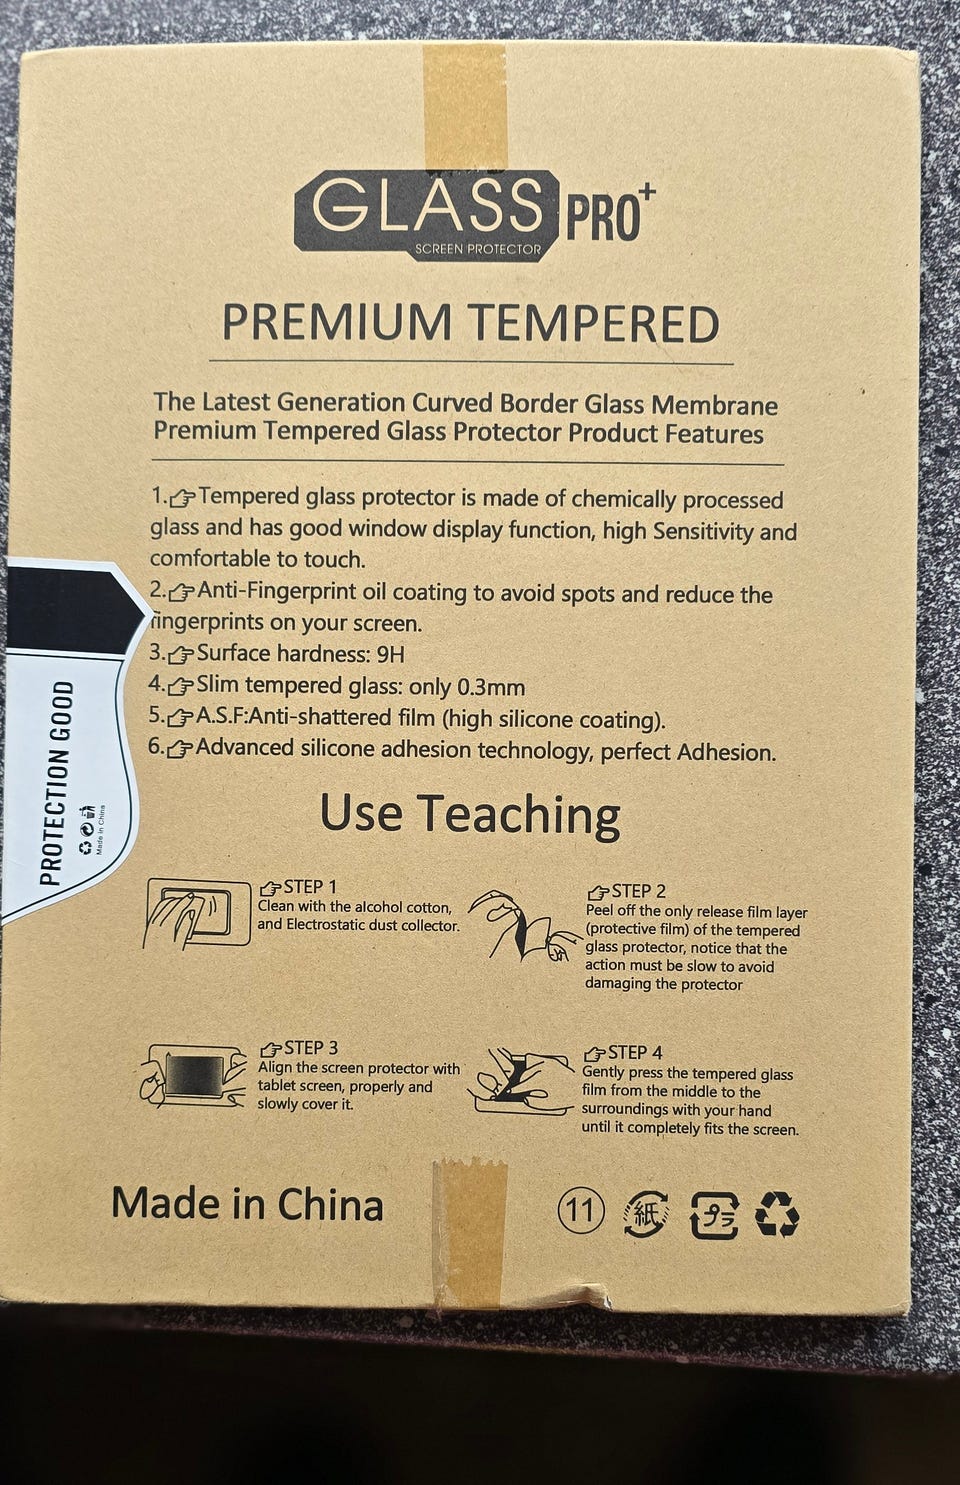 GLASS PRO+
SCREEN PROTECTOR
PREMIUM TEMPERED
The Latest Generation Curved Border Glass Membrane
Premium Tempered Glass Protector Product Features
1.Tempered glass protector is made of chemically processed
glass and has good window display function, high Sensitivity and
comfortable to touch.
2.Anti-Fingerprint oil coating to avoid spots and reduce the
fingerprints on your screen.
3.Surface hardness: 9H
4.Slim tempered glass: only 0.3mm
5.A.S.F:Anti-shattered film (high silicone coating).
6.Advanced silicone adhesion technology, perfect Adhesion.
PROTECTION GOOD
Made in China
Use Teaching
STEP 1
Clean with the alcohol cotton,
and Electrostatic dust collector.
STEP 2
Peel off the only release film layer
(protective film) of the tempered
glass protector, notice that the
action must be slow to avoid
damaging the protector
STEP 3
Align the screen protector with
tablet screen, properly and
slowly cover it.
STEP 4
Gently press the tempered glass
film from the middle to the
surroundings with your hand
until it completely fits the screen.
Made in China
11 紙 プラ